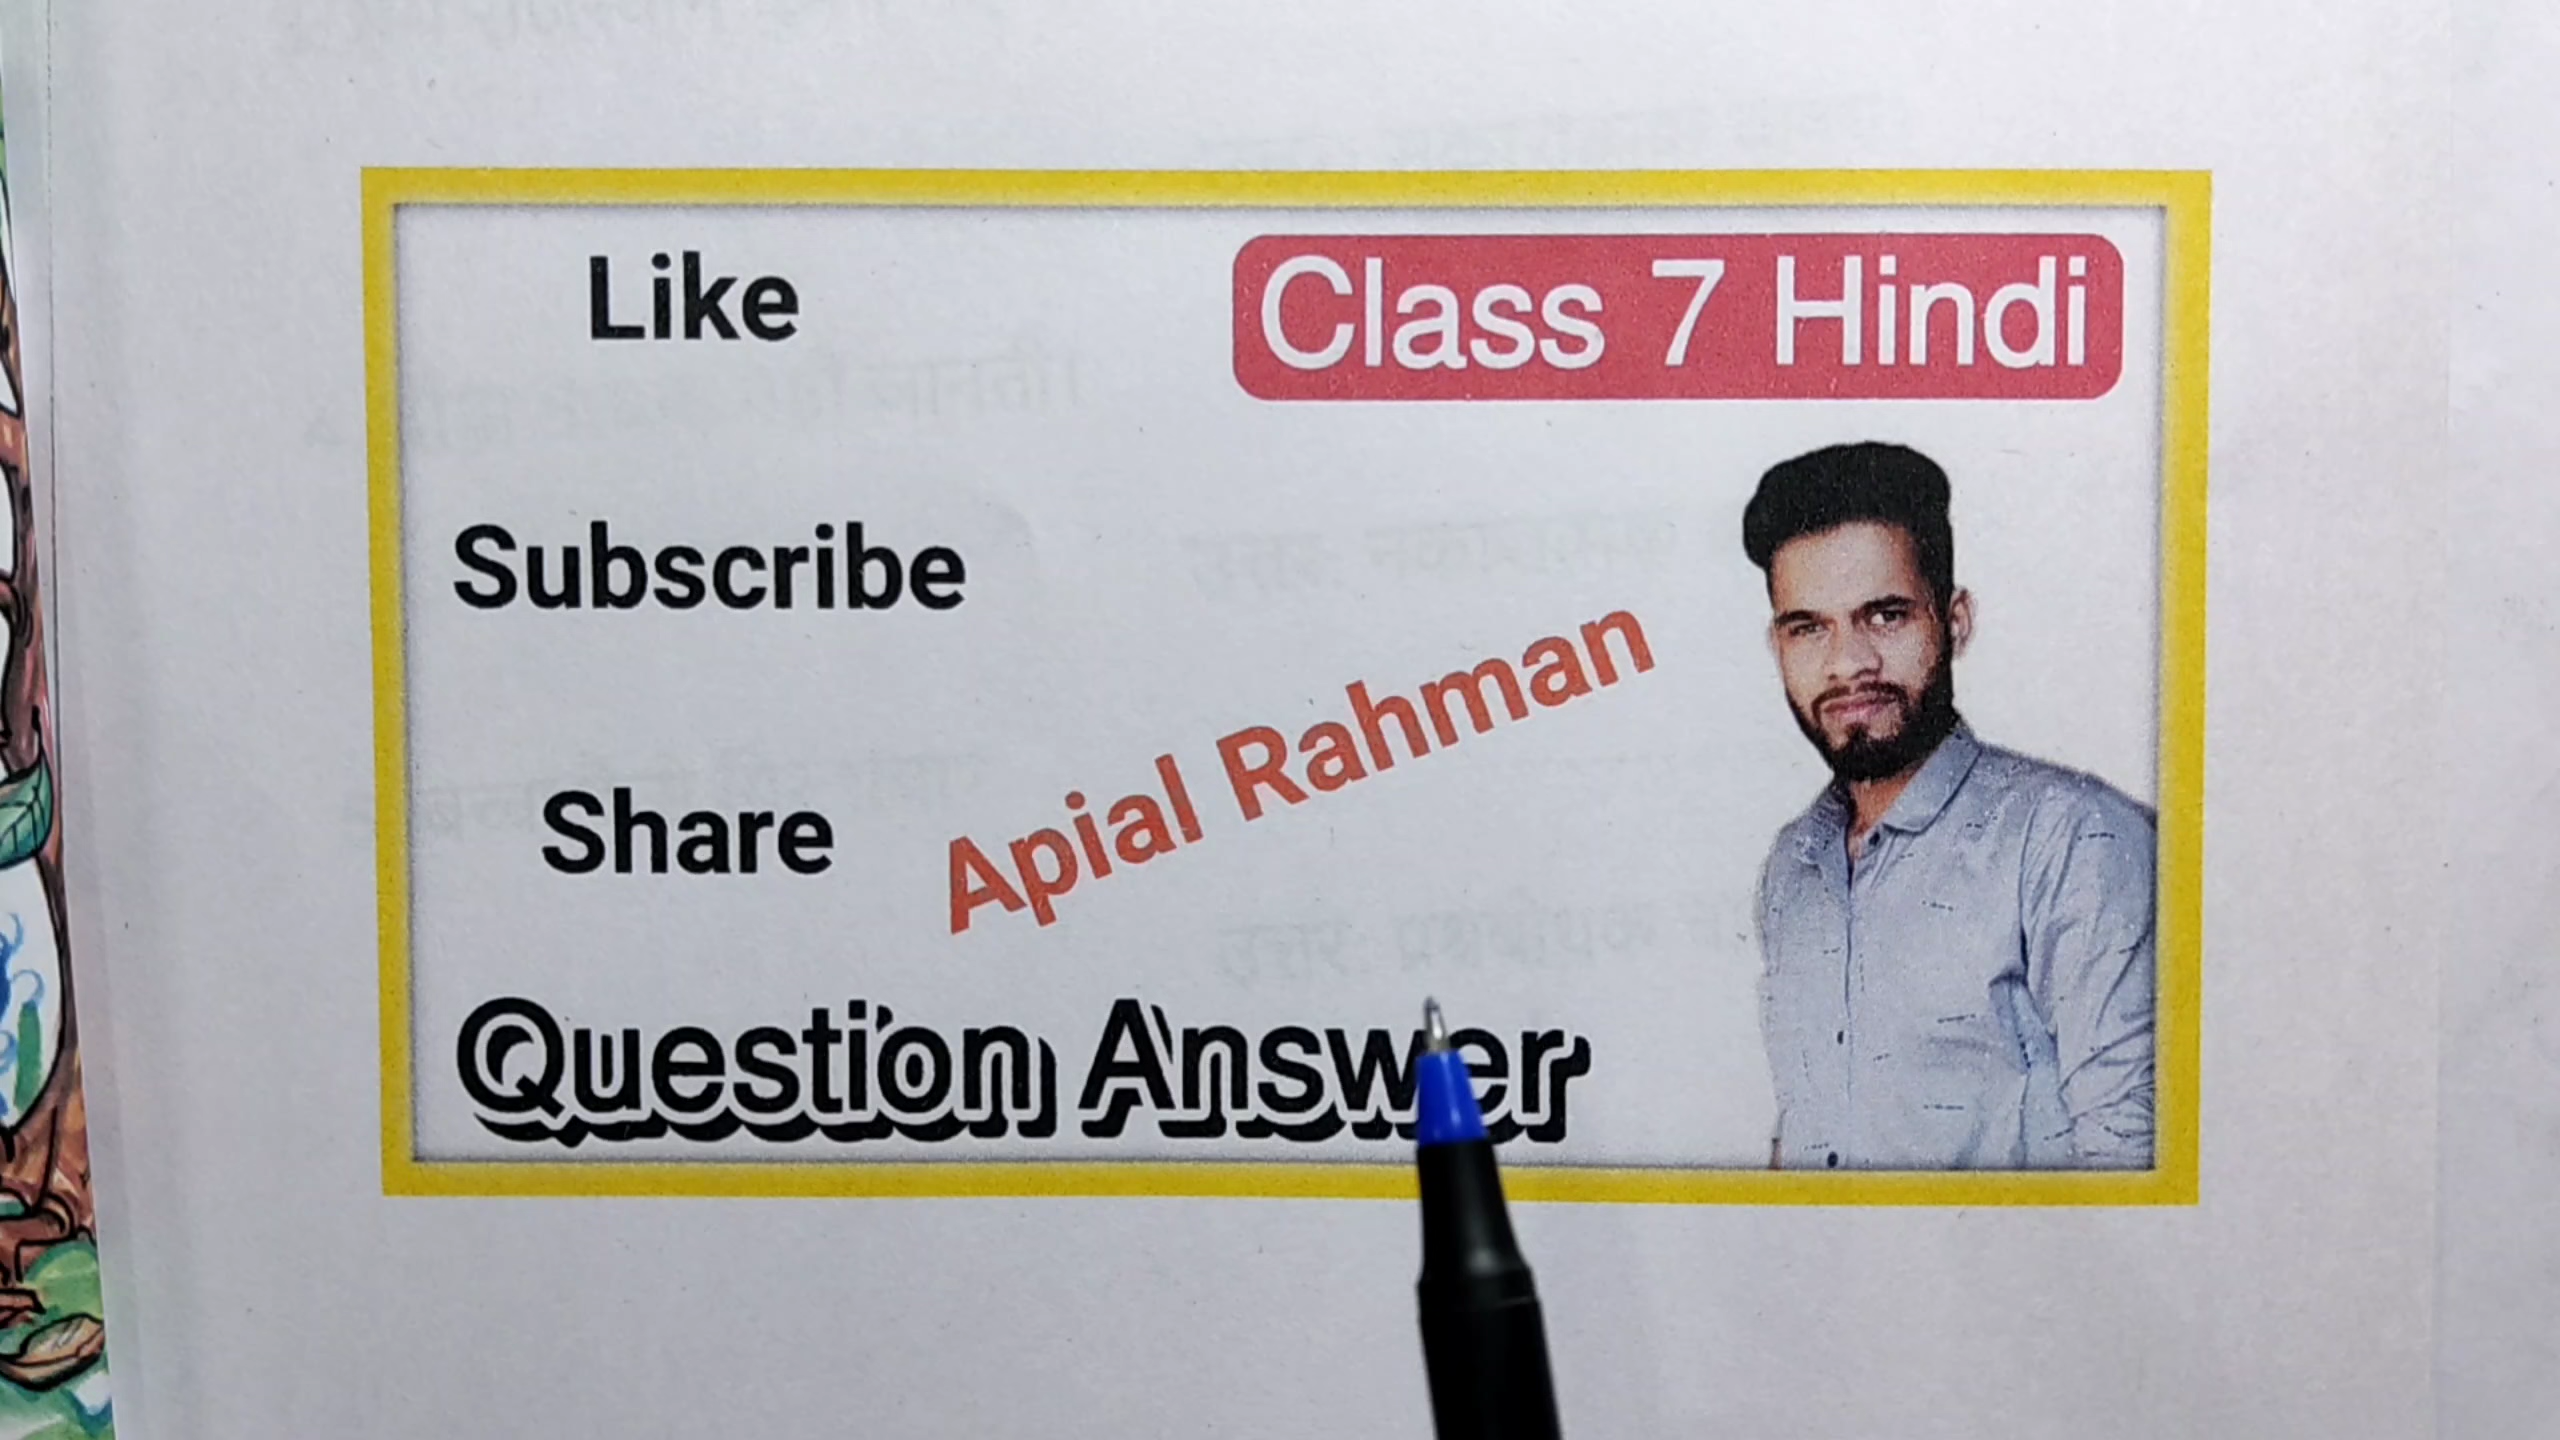 Like
Class 7 Hindi
Subscribe
Apial Rahman
Share
Question Answer